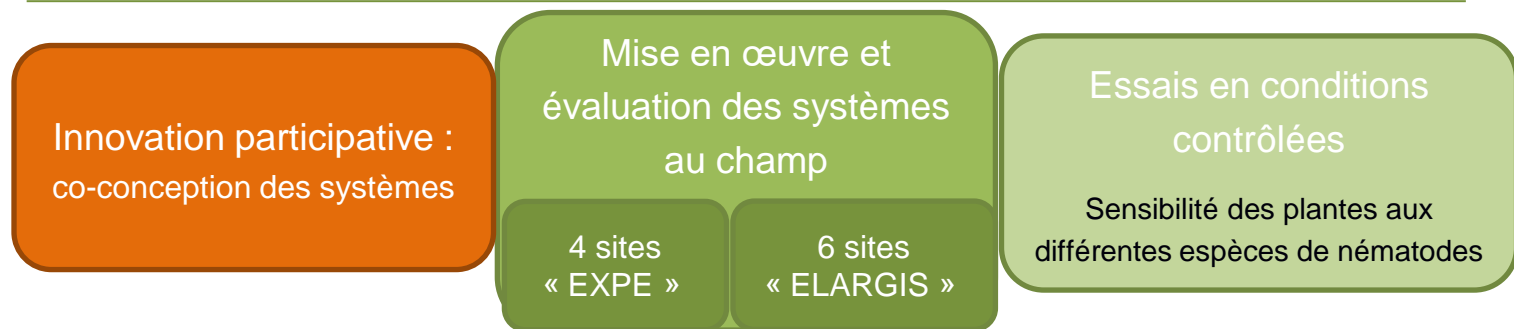 Innovation participative :
co-conception des systèmes
Mise en œuvre et
évaluation des systèmes
au champ
4 sites
« EXPE »
6 sites
« ELARGIS »
Essais en conditions
contrôlées
Sensibilité des plantes aux
différentes espèces de nématodes